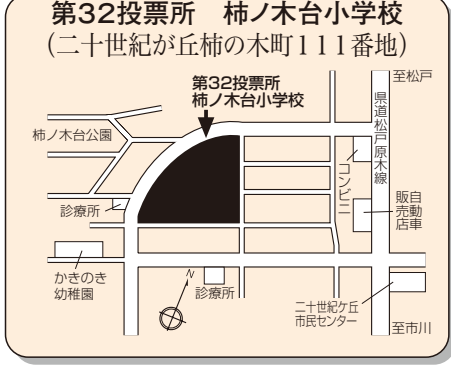 第32投票所　柿ノ木台小学校
(二十世紀が丘柿の木町111番地)
第32投票所
柿ノ木台小学校
至松戸
県道松戸原木線
柿ノ木台公園
コンビニ
診療所
自動車
販売店
かきのき
幼稚園
N
診療所
二十世紀ケ丘
市民センター
至市川